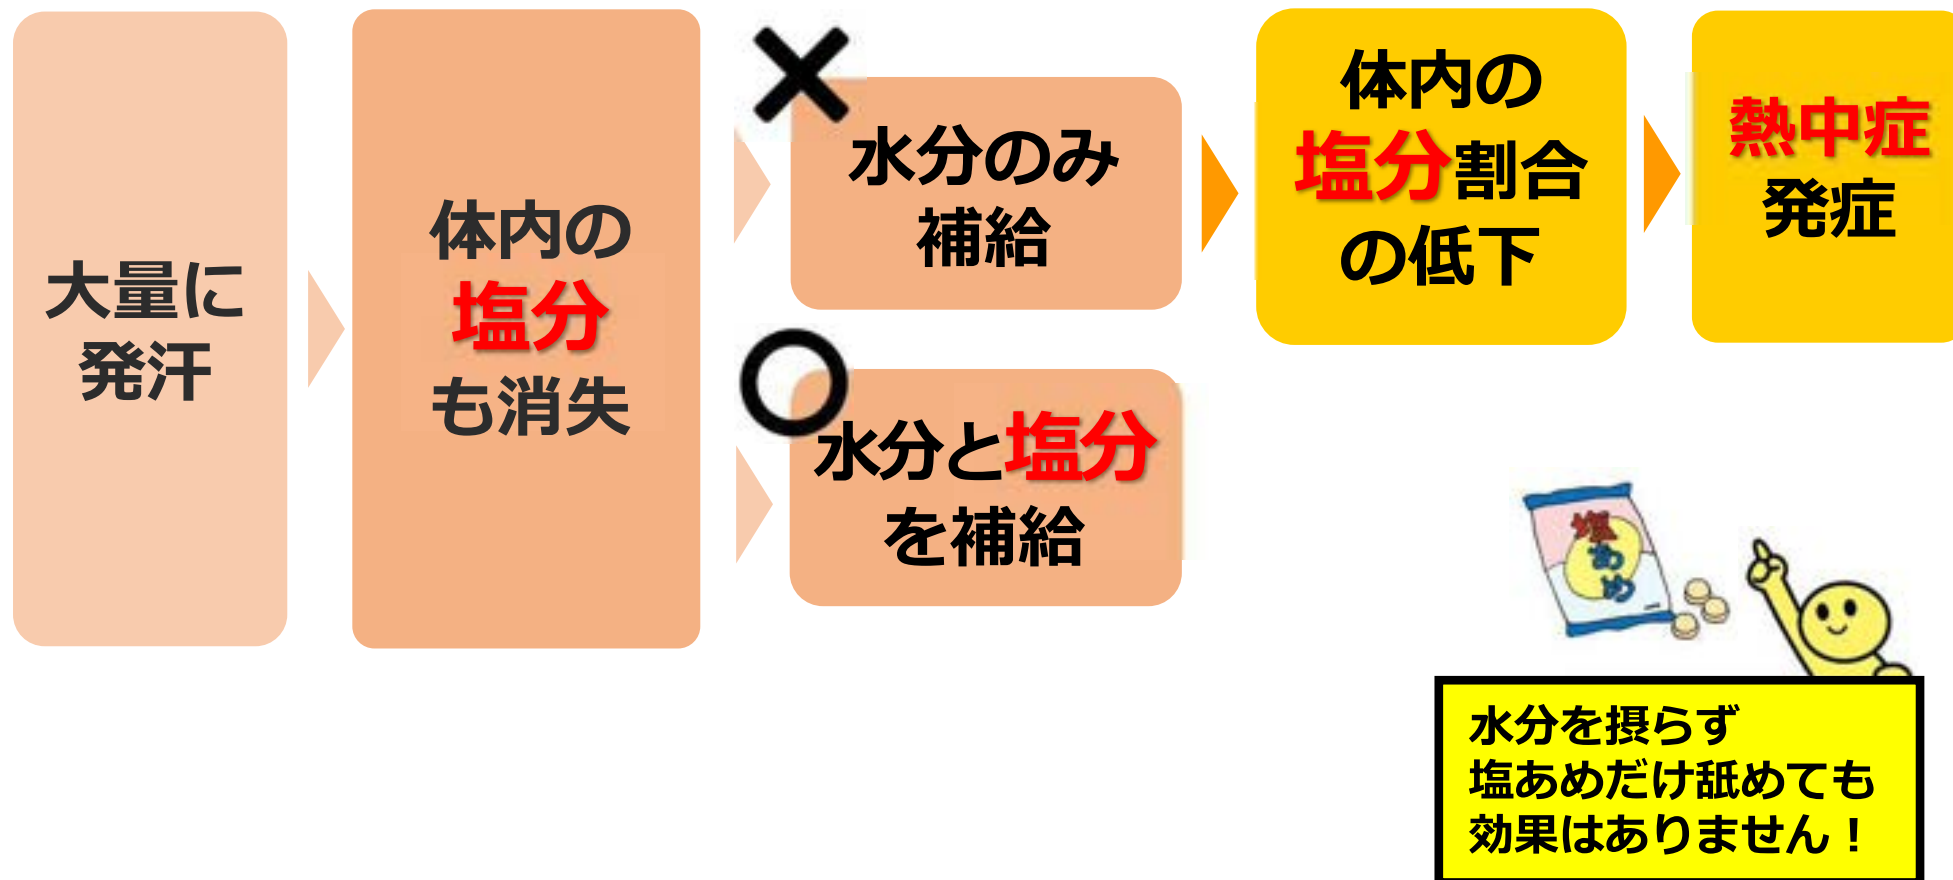 大量に
発汗
体内の
塩分
も消失
水分のみ
補給
体内の
塩分割合
の低下
熱中症
発症
水分と塩分
を補給
塩あめ
水分を摂らず
塩あめだけ舐めても
効果はありません！